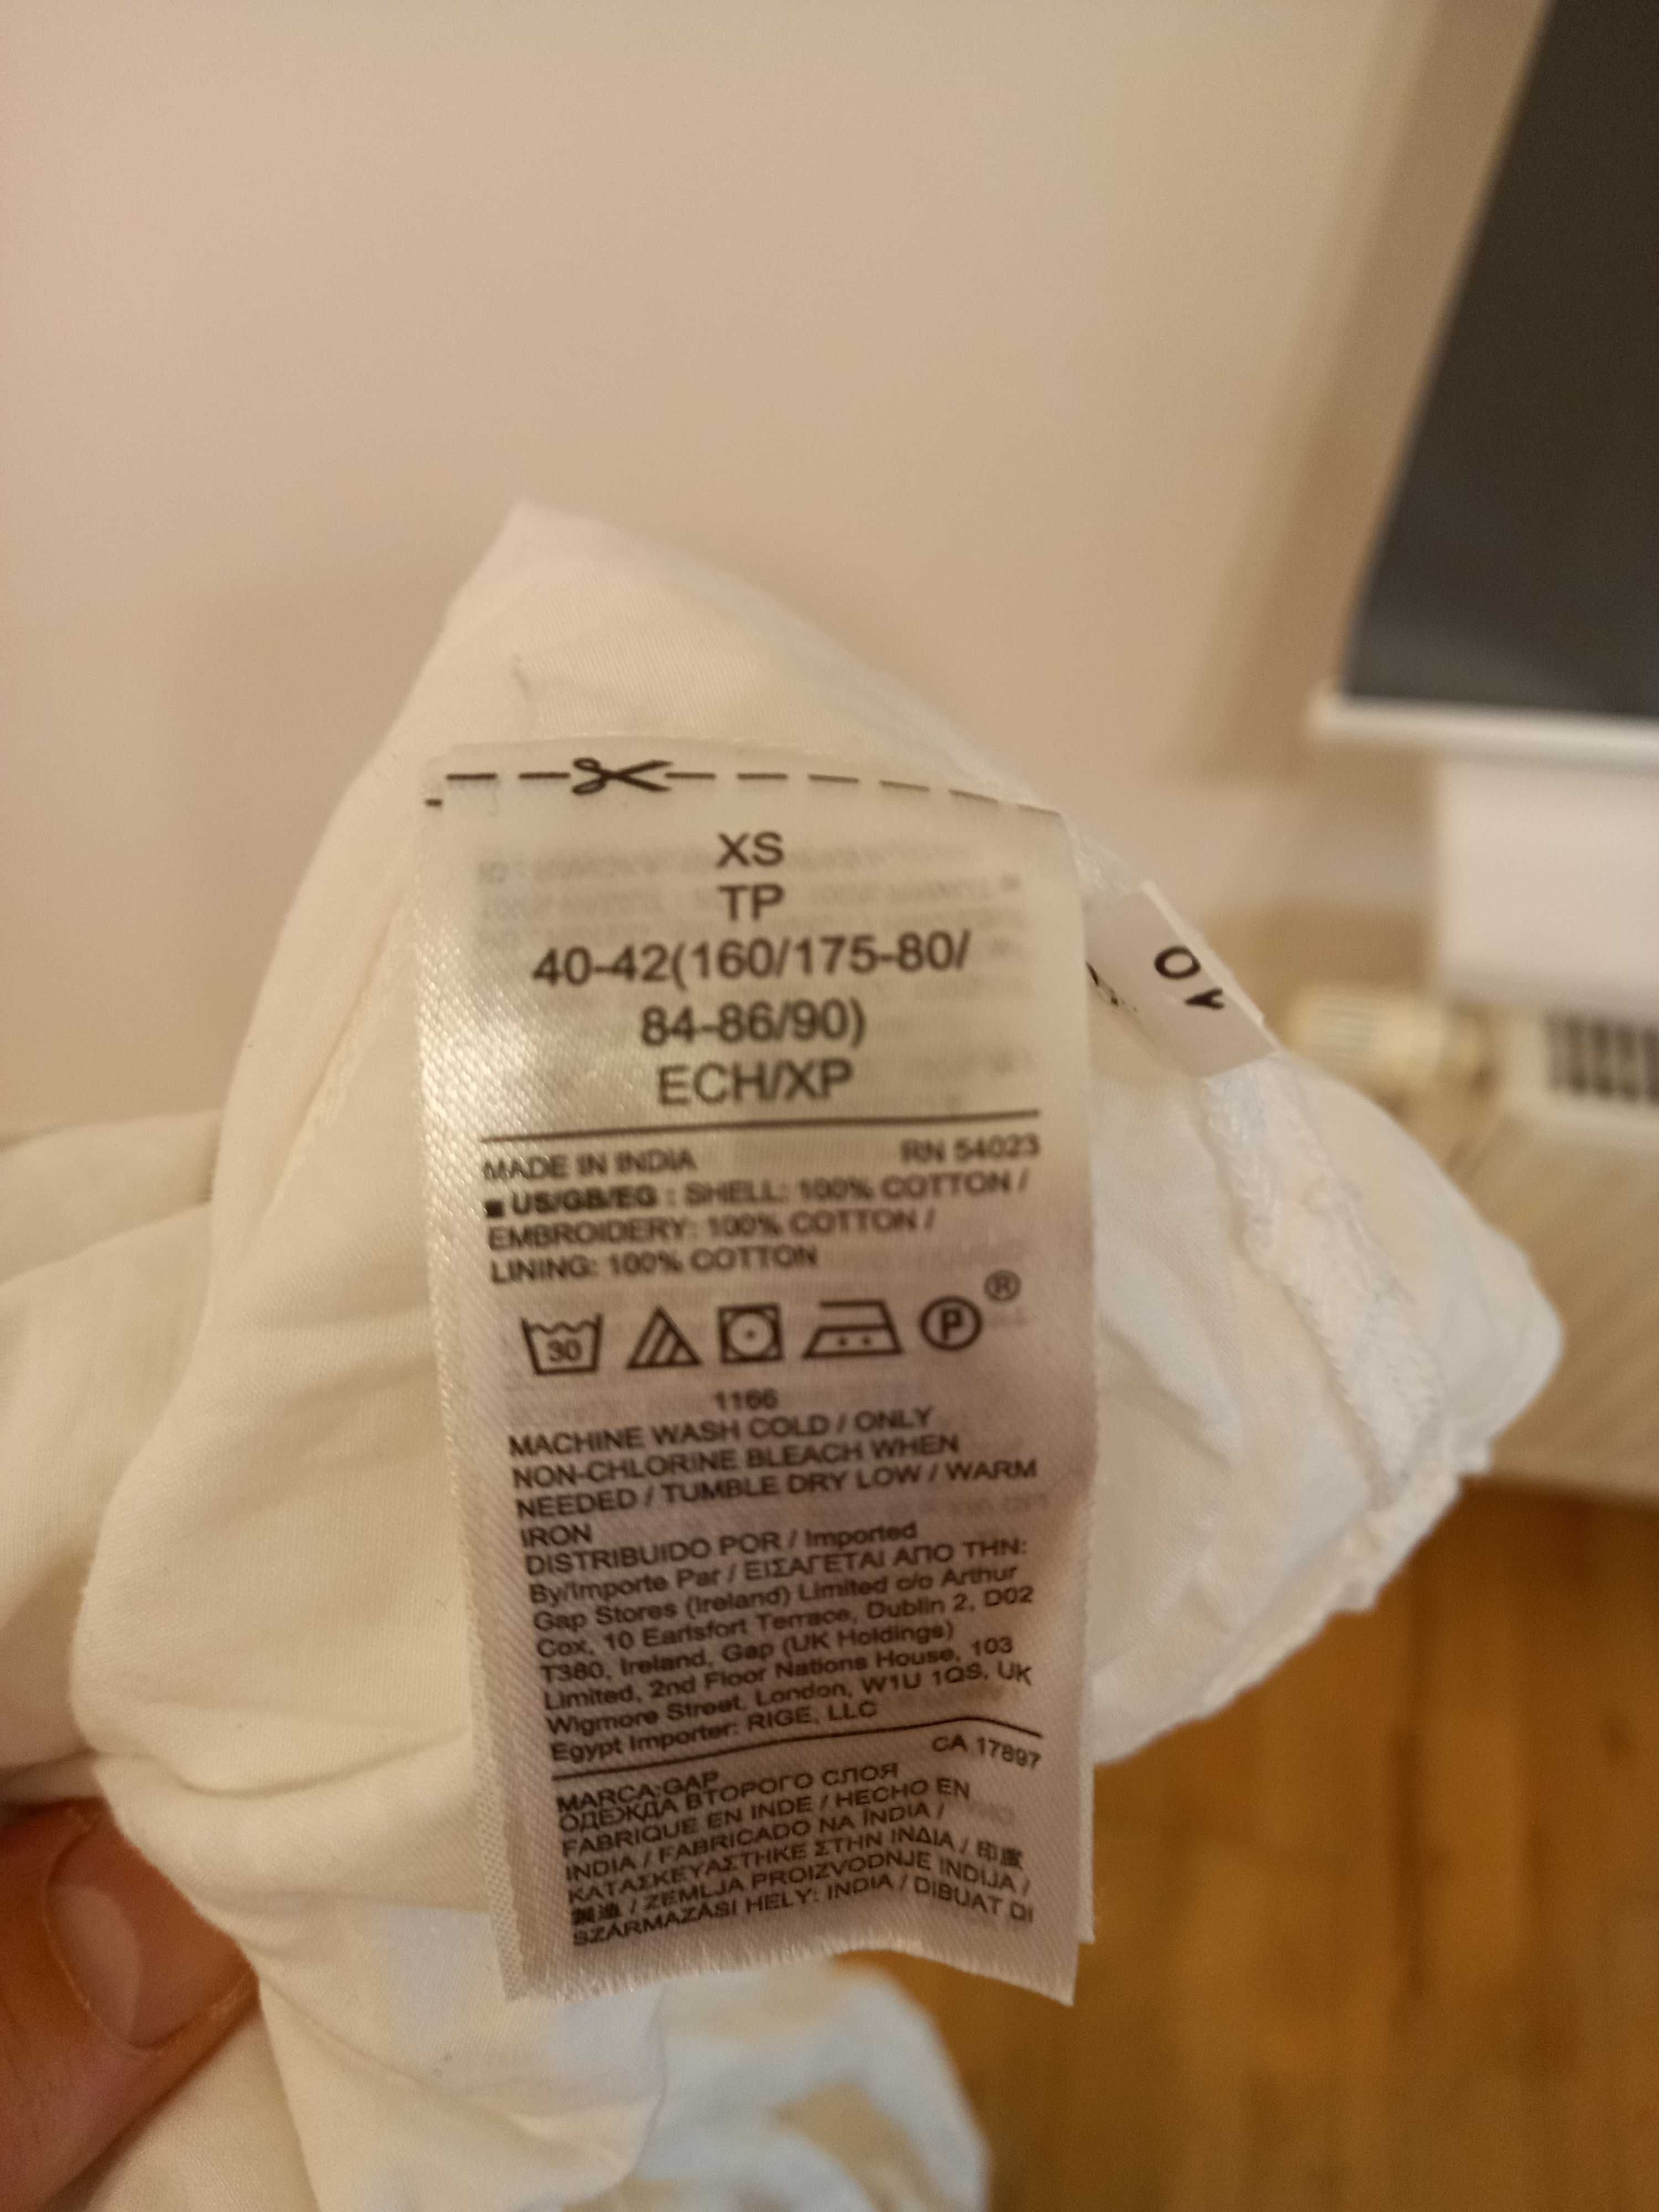 XS
TP
40-42(160/175-80/
84-86/90)
ECH/XP
MADE IN INDIA RN 54023
■ US/GB/EG : SHELL: 100% COTTON /
EMBROIDERY: 100% COTTON /
LINING: 100% COTTON
30 P ®
1166
MACHINE WASH COLD / ONLY
NON-CHLORINE BLEACH WHEN
NEEDED / TUMBLE DRY LOW / WARM
IRON
DISTRIBUIDO POR / Imported
By/Importe Par / ΕΙΣΑΓΕΤΑΙ ΑΠΟ ΤΗΝ:
Gap Stores (Ireland) Limited c/o Arthur
Cox, 10 Earlsfort Terrace, Dublin 2, D02
T380, Ireland, Gap (UK Holdings)
Limited, 2nd Floor Nations House, 103
Wigmore Street, London, W1U 1QS, UK
Egypt Importer: RIGE, LLC
CA 17897
MARCA:GAP
ОДЕЖДА ВТОРОГО СЛОЯ
FABRIQUE EN INDE / HECHO EN
INDIA / FABRICADO NA ÍNDIA /
ΚΑΤΑΣΚΕΥΑΣΤΗΚΕ ΣΤΗΝ ΙΝΔΙΑ / 印度
製造 / ZEMLJA PROIZVODNJE INDIJA /
SZÁRMAZÁSI HELY: INDIA / DIBUAT DI